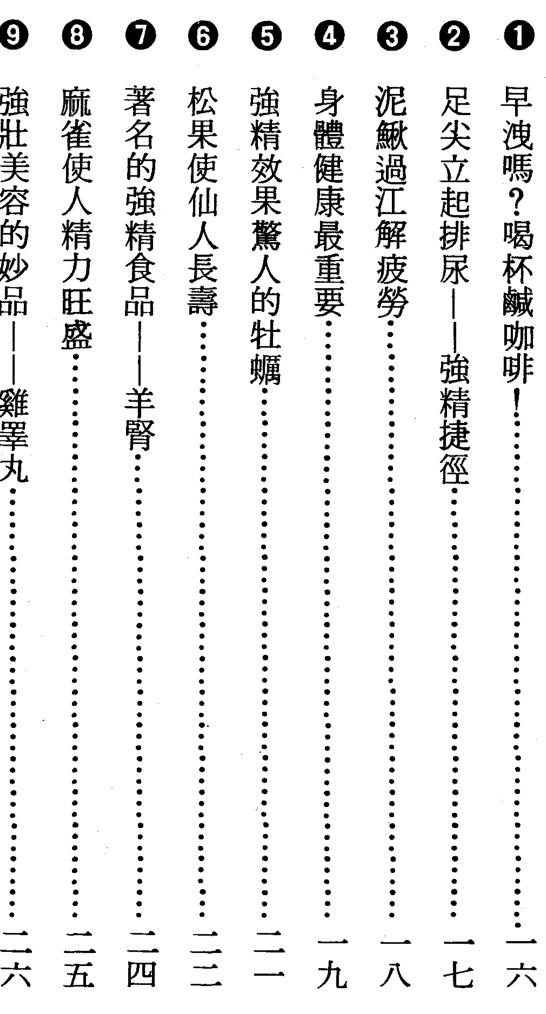 ❶ 早洩嗎？喝杯鹹咖啡！……一六
❷ 足尖立起排尿——強精捷徑……一七
❸ 泥鰍過江解疲勞……一八
❹ 身體健康最重要……一九
❺ 強精效果驚人的牡蠣……二一
❻ 松果使仙人長壽……二二
❼ 著名的強精食品——羊腎……二四
❽ 麻雀使人精力旺盛……二五
❾ 強壯美容的妙品——雞睪丸……二六